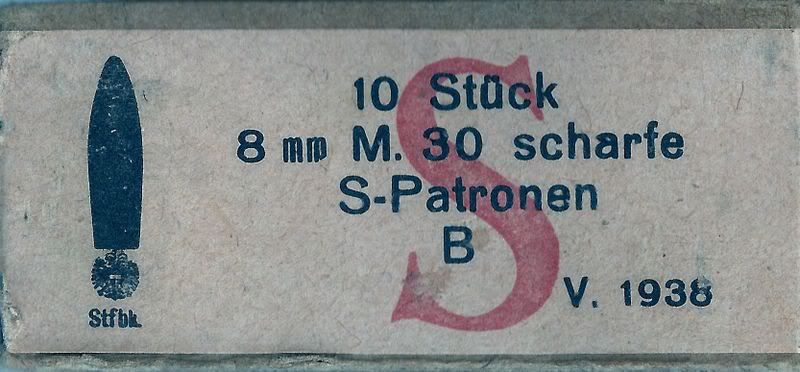 10 Stück
8 mm M. 30 scharfe
S-Patronen
B
V. 1938
S
Stfbk.